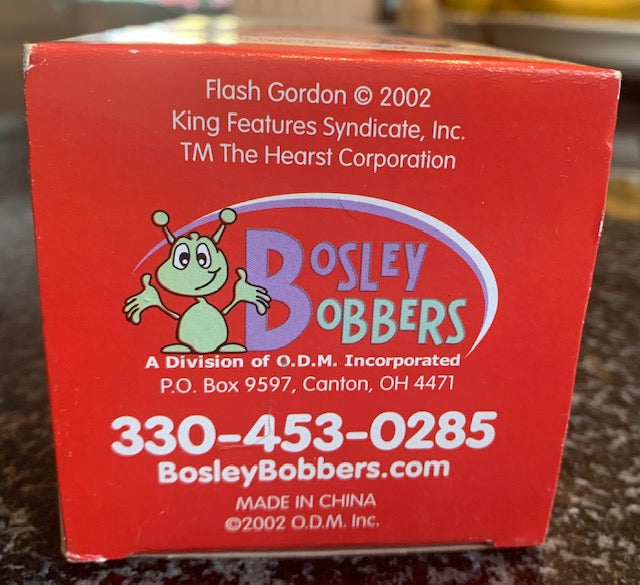 Flash Gordon © 2002
King Features Syndicate, Inc.
TM The Hearst Corporation
BOSLEY
BOBBERS
A Division of O.D.M. Incorporated
P.O. Box 9597, Canton, OH 4471
330-453-0285
BosleyBobbers.com
MADE IN CHINA
©2002 O.D.M. Inc.